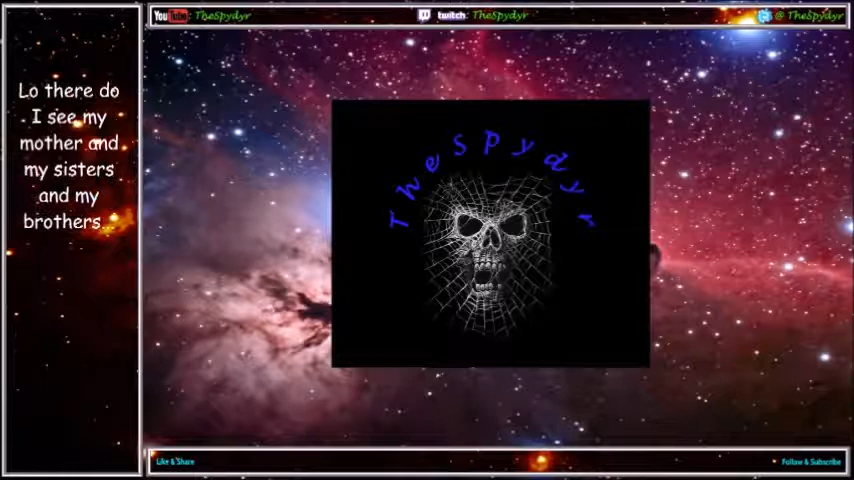 YouTube: TheSpydyr
twitch: TheSpydyr
@ TheSpydyr
Lo there do
I see my
mother and
my sisters
and my
brothers...
TheSpydyr
Like & Share
Follow & Subscribe